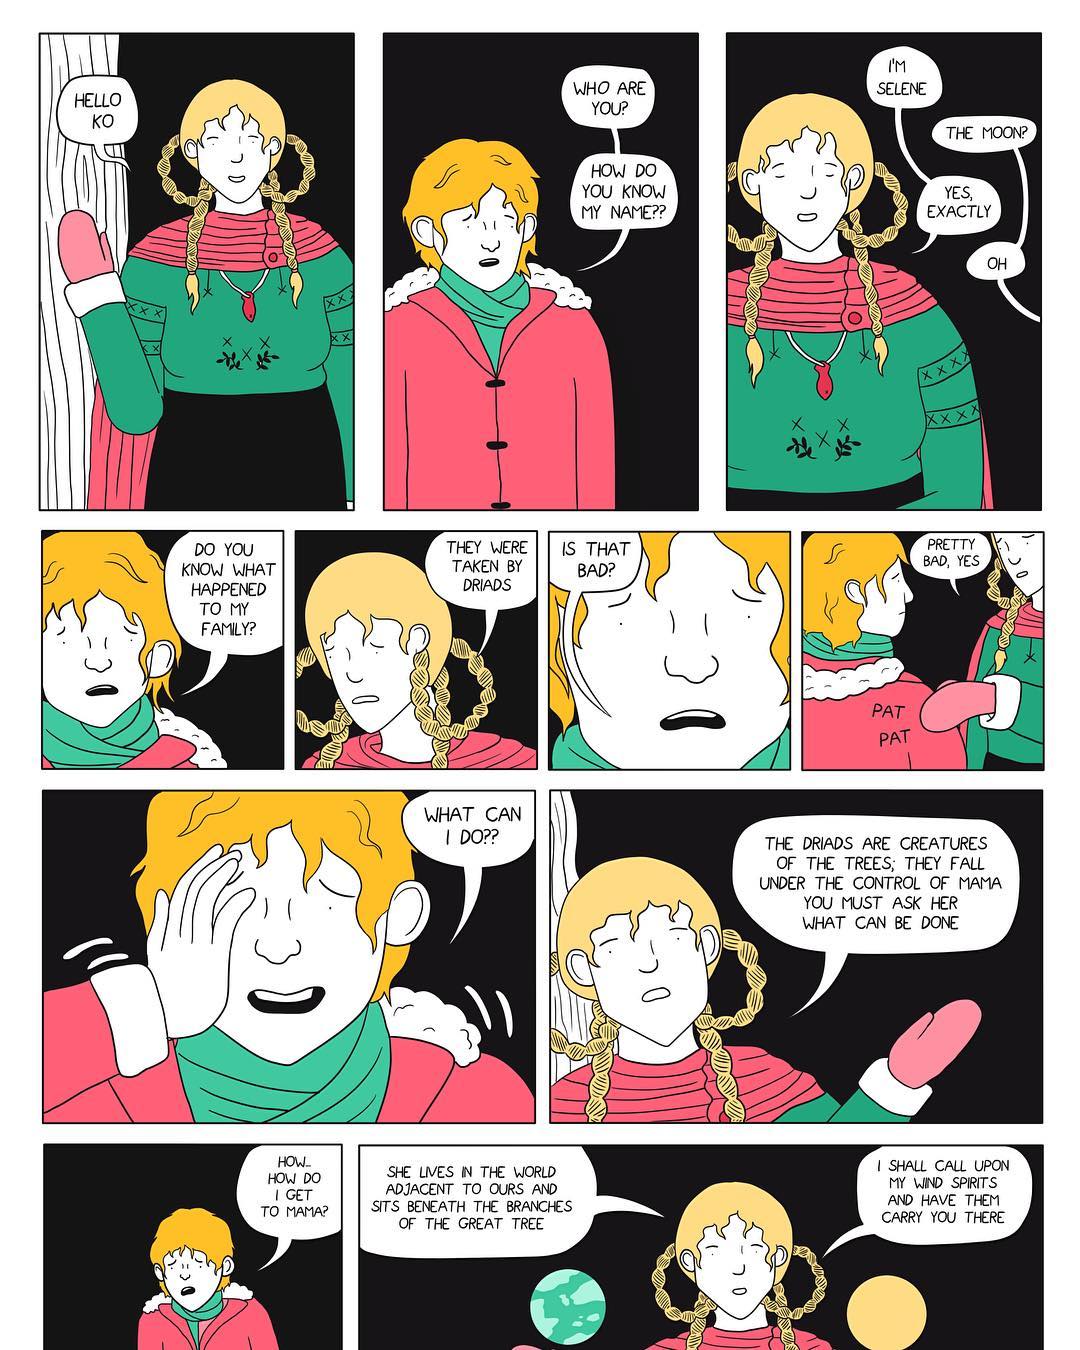 HELLO
KO
WHO ARE
YOU?
HOW DO
YOU KNOW
MY NAME??
I'M
SELENE
THE MOON?
YES,
EXACTLY
OH
DO YOU
KNOW WHAT
HAPPENED
TO MY
FAMILY?
THEY WERE
TAKEN BY
DRIADS
IS THAT
BAD?
PRETTY
BAD, YES
PAT
PAT
WHAT CAN
I DO??
THE DRIADS ARE CREATURES
OF THE TREES; THEY FALL
UNDER THE CONTROL OF MAMA
YOU MUST ASK HER
WHAT CAN BE DONE
HOW...
HOW DO
I GET
TO MAMA?
SHE LIVES IN THE WORLD
ADJACENT TO OURS AND
SITS BENEATH THE BRANCHES
OF THE GREAT TREE
I SHALL CALL UPON
MY WIND SPIRITS
AND HAVE THEM
CARRY YOU THERE